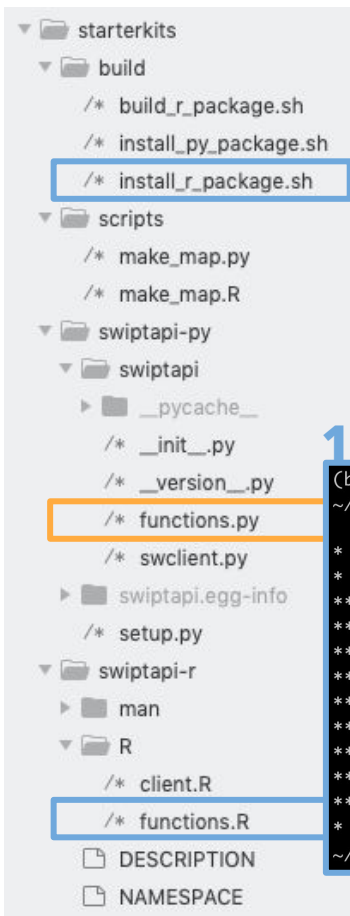 starterkits
build
/* build_r_package.sh
/* install_py_package.sh
/* install_r_package.sh
scripts
/* make_map.py
/* make_map.R
swiptapi-py
swiptapi
__pycache__
/* __init__.py
1
/* __version__.py
(b
~/
/* functions.py
*
/* swclient.py
*
**
swiptapi.egg-info
**
**
/* setup.py
**
**
swiptapi-r
**
man
**
R
**
/* client.R
**
/* functions.R
*
DESCRIPTION
~/
NAMESPACE